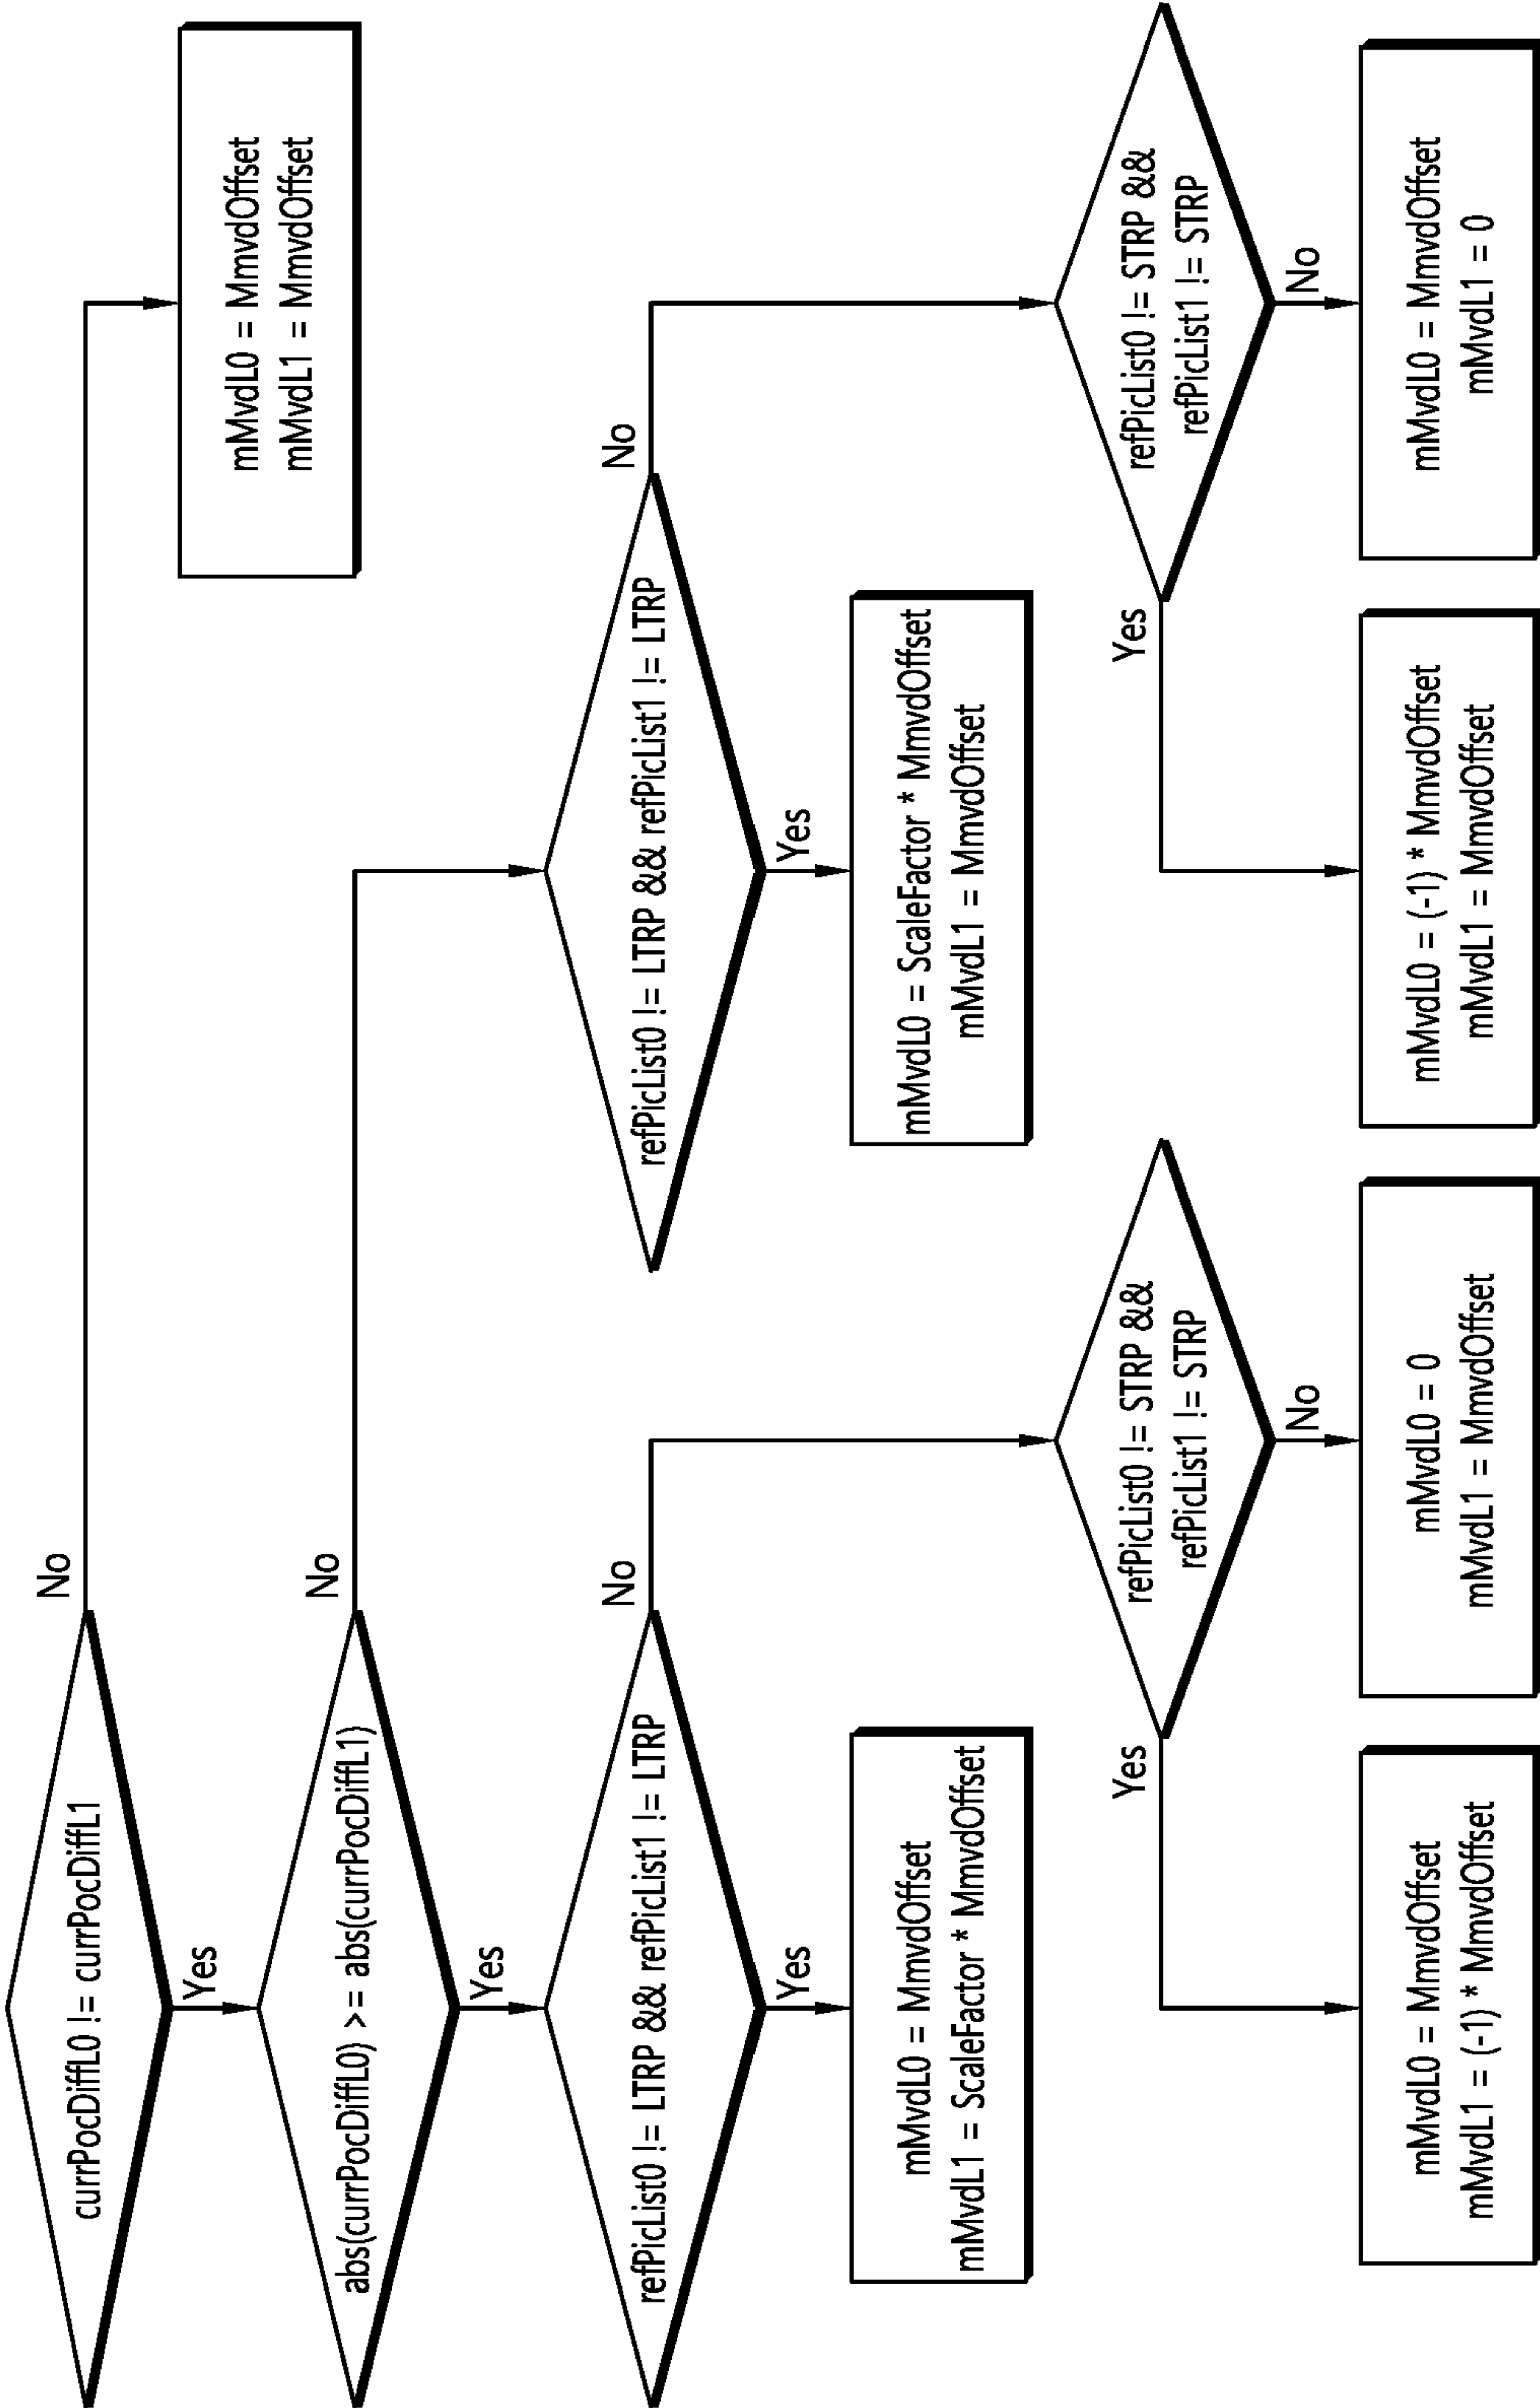 currPocDiffL0 != currPocDiffL1
No
Yes
mMvdL0 = MmvdOffset
mMvdL1 = MmvdOffset
abs(currPocDiffL0) >= abs(currPocDiffL1)
No
Yes
refPicList0 != LTRP && refPicList1 != LTRP
No
Yes
refPicList0 != LTRP && refPicList1 != LTRP
No
Yes
mMvdL0 = MmvdOffset
mMvdL1 = ScaleFactor * MmvdOffset
mMvdL0 = ScaleFactor * MmvdOffset
mMvdL1 = MmvdOffset
Yes
refPicList0 != STRP &&
refPicList1 != STRP
No
Yes
refPicList0 != STRP &&
refPicList1 != STRP
No
mMvdL0 = MmvdOffset
mMvdL1 = (-1) * MmvdOffset
mMvdL0 = 0
mMvdL1 = MmvdOffset
mMvdL0 = (-1) * MmvdOffset
mMvdL1 = MmvdOffset
mMvdL0 = MmvdOffset
mMvdL1 = 0